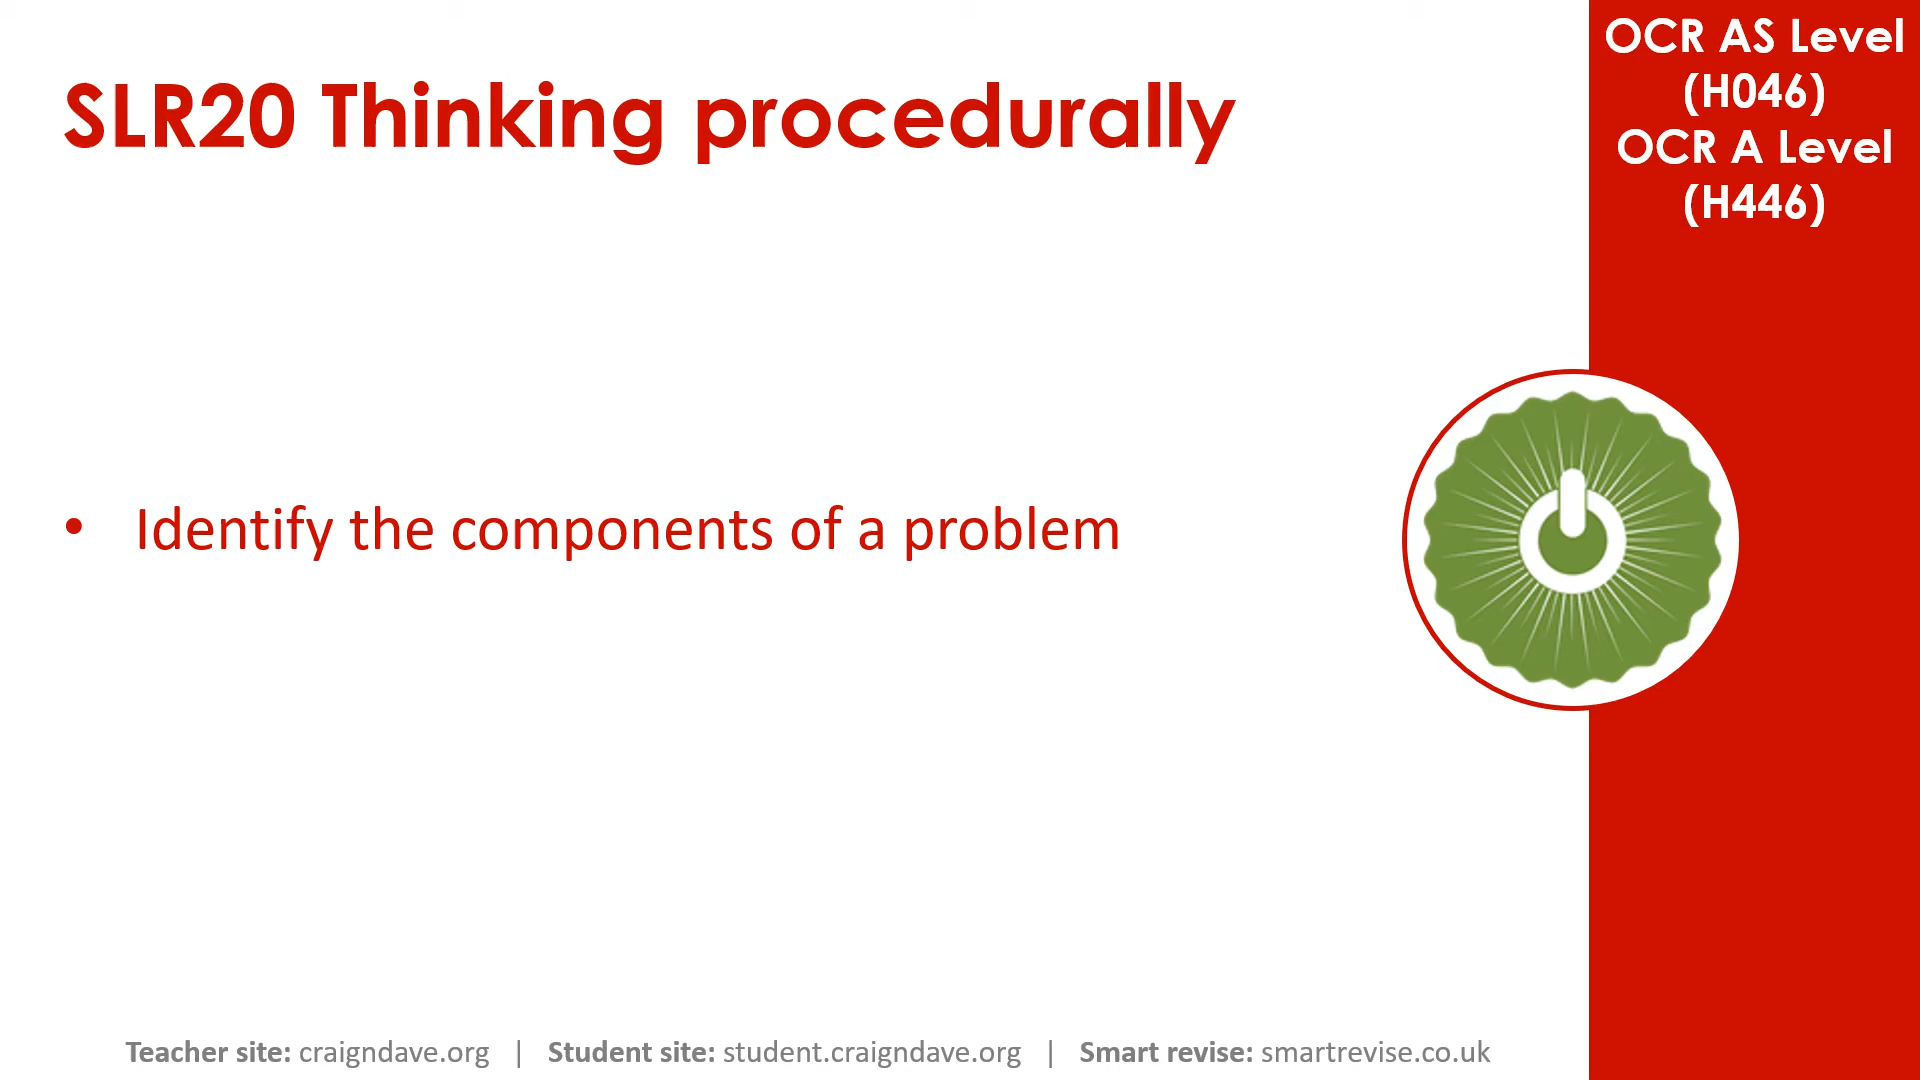 SLR20 Thinking procedurally
OCR AS Level
(H046)
OCR A Level
(H446)
• Identify the components of a problem
Teacher site: craigndave.org | Student site: student.craigndave.org | Smart revise: smartrevise.co.uk